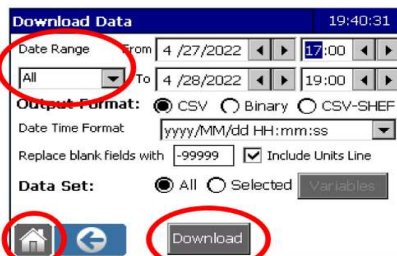 Download Data 19:40:31
Date Range From 4 /27/2022 17:00
All To 4 /28/2022 19:00
Output Format: CSV Binary CSV-SHEF
Date Time Format yyyy/MM/dd HH:mm:ss
Replace blank fields with -99999 Include Units Line
Data Set: All Selected Variables
Download